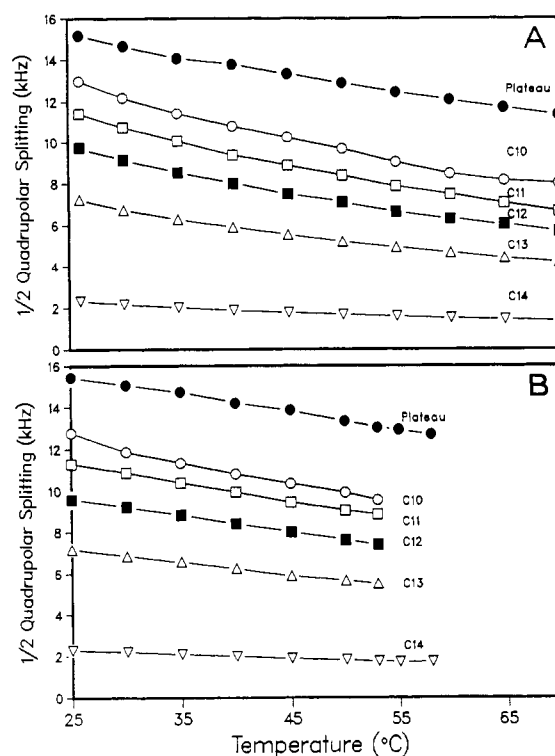 A
16
14
12
10
8
6
4
2
0
1/2 Quadrupolar Splitting (kHz)
Plateau
C10
C11
C12
C13
C14
B
16
14
12
10
8
6
4
2
0
1/2 Quadrupolar Splitting (kHz)
Plateau
C10
C11
C12
C13
C14
25 35 45 55 65
Temperature (°C)